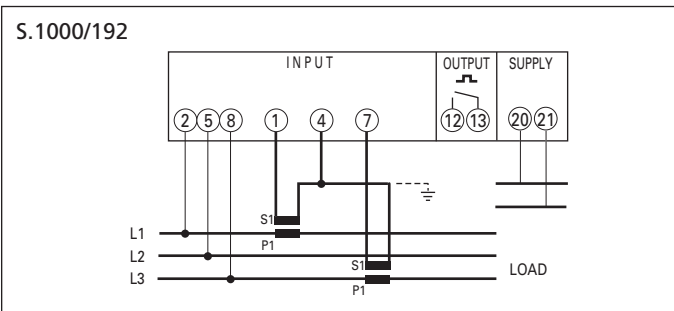 S.1000/192
INPUT OUTPUT SUPPLY
2 5 8 1 4 7 12 13 20 21
S1
L1
P1
L2
S1 LOAD
L3
P1